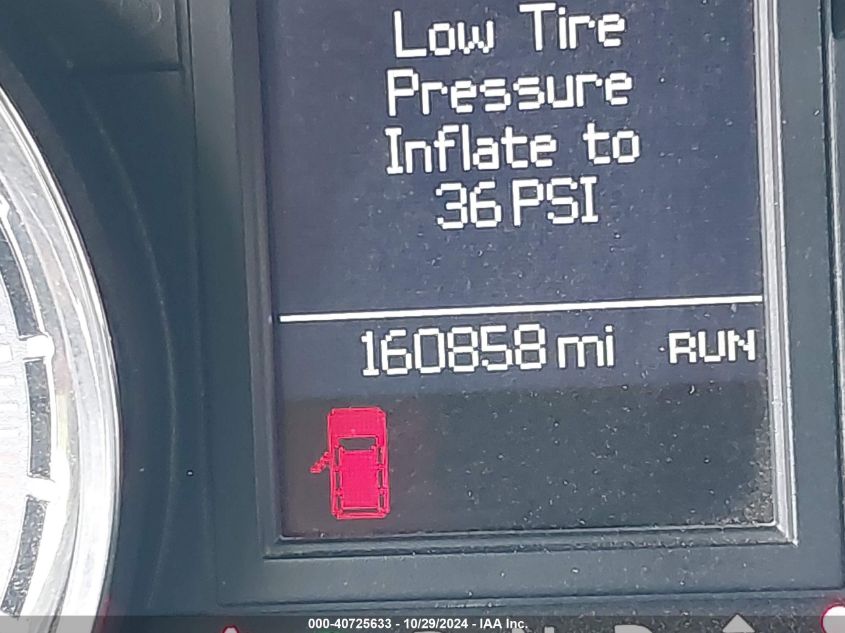 Low Tire
Pressure
Inflate to
36 PSI
160858 mi RUN
000-40725633 - 10/29/2024 - IAA Inc.